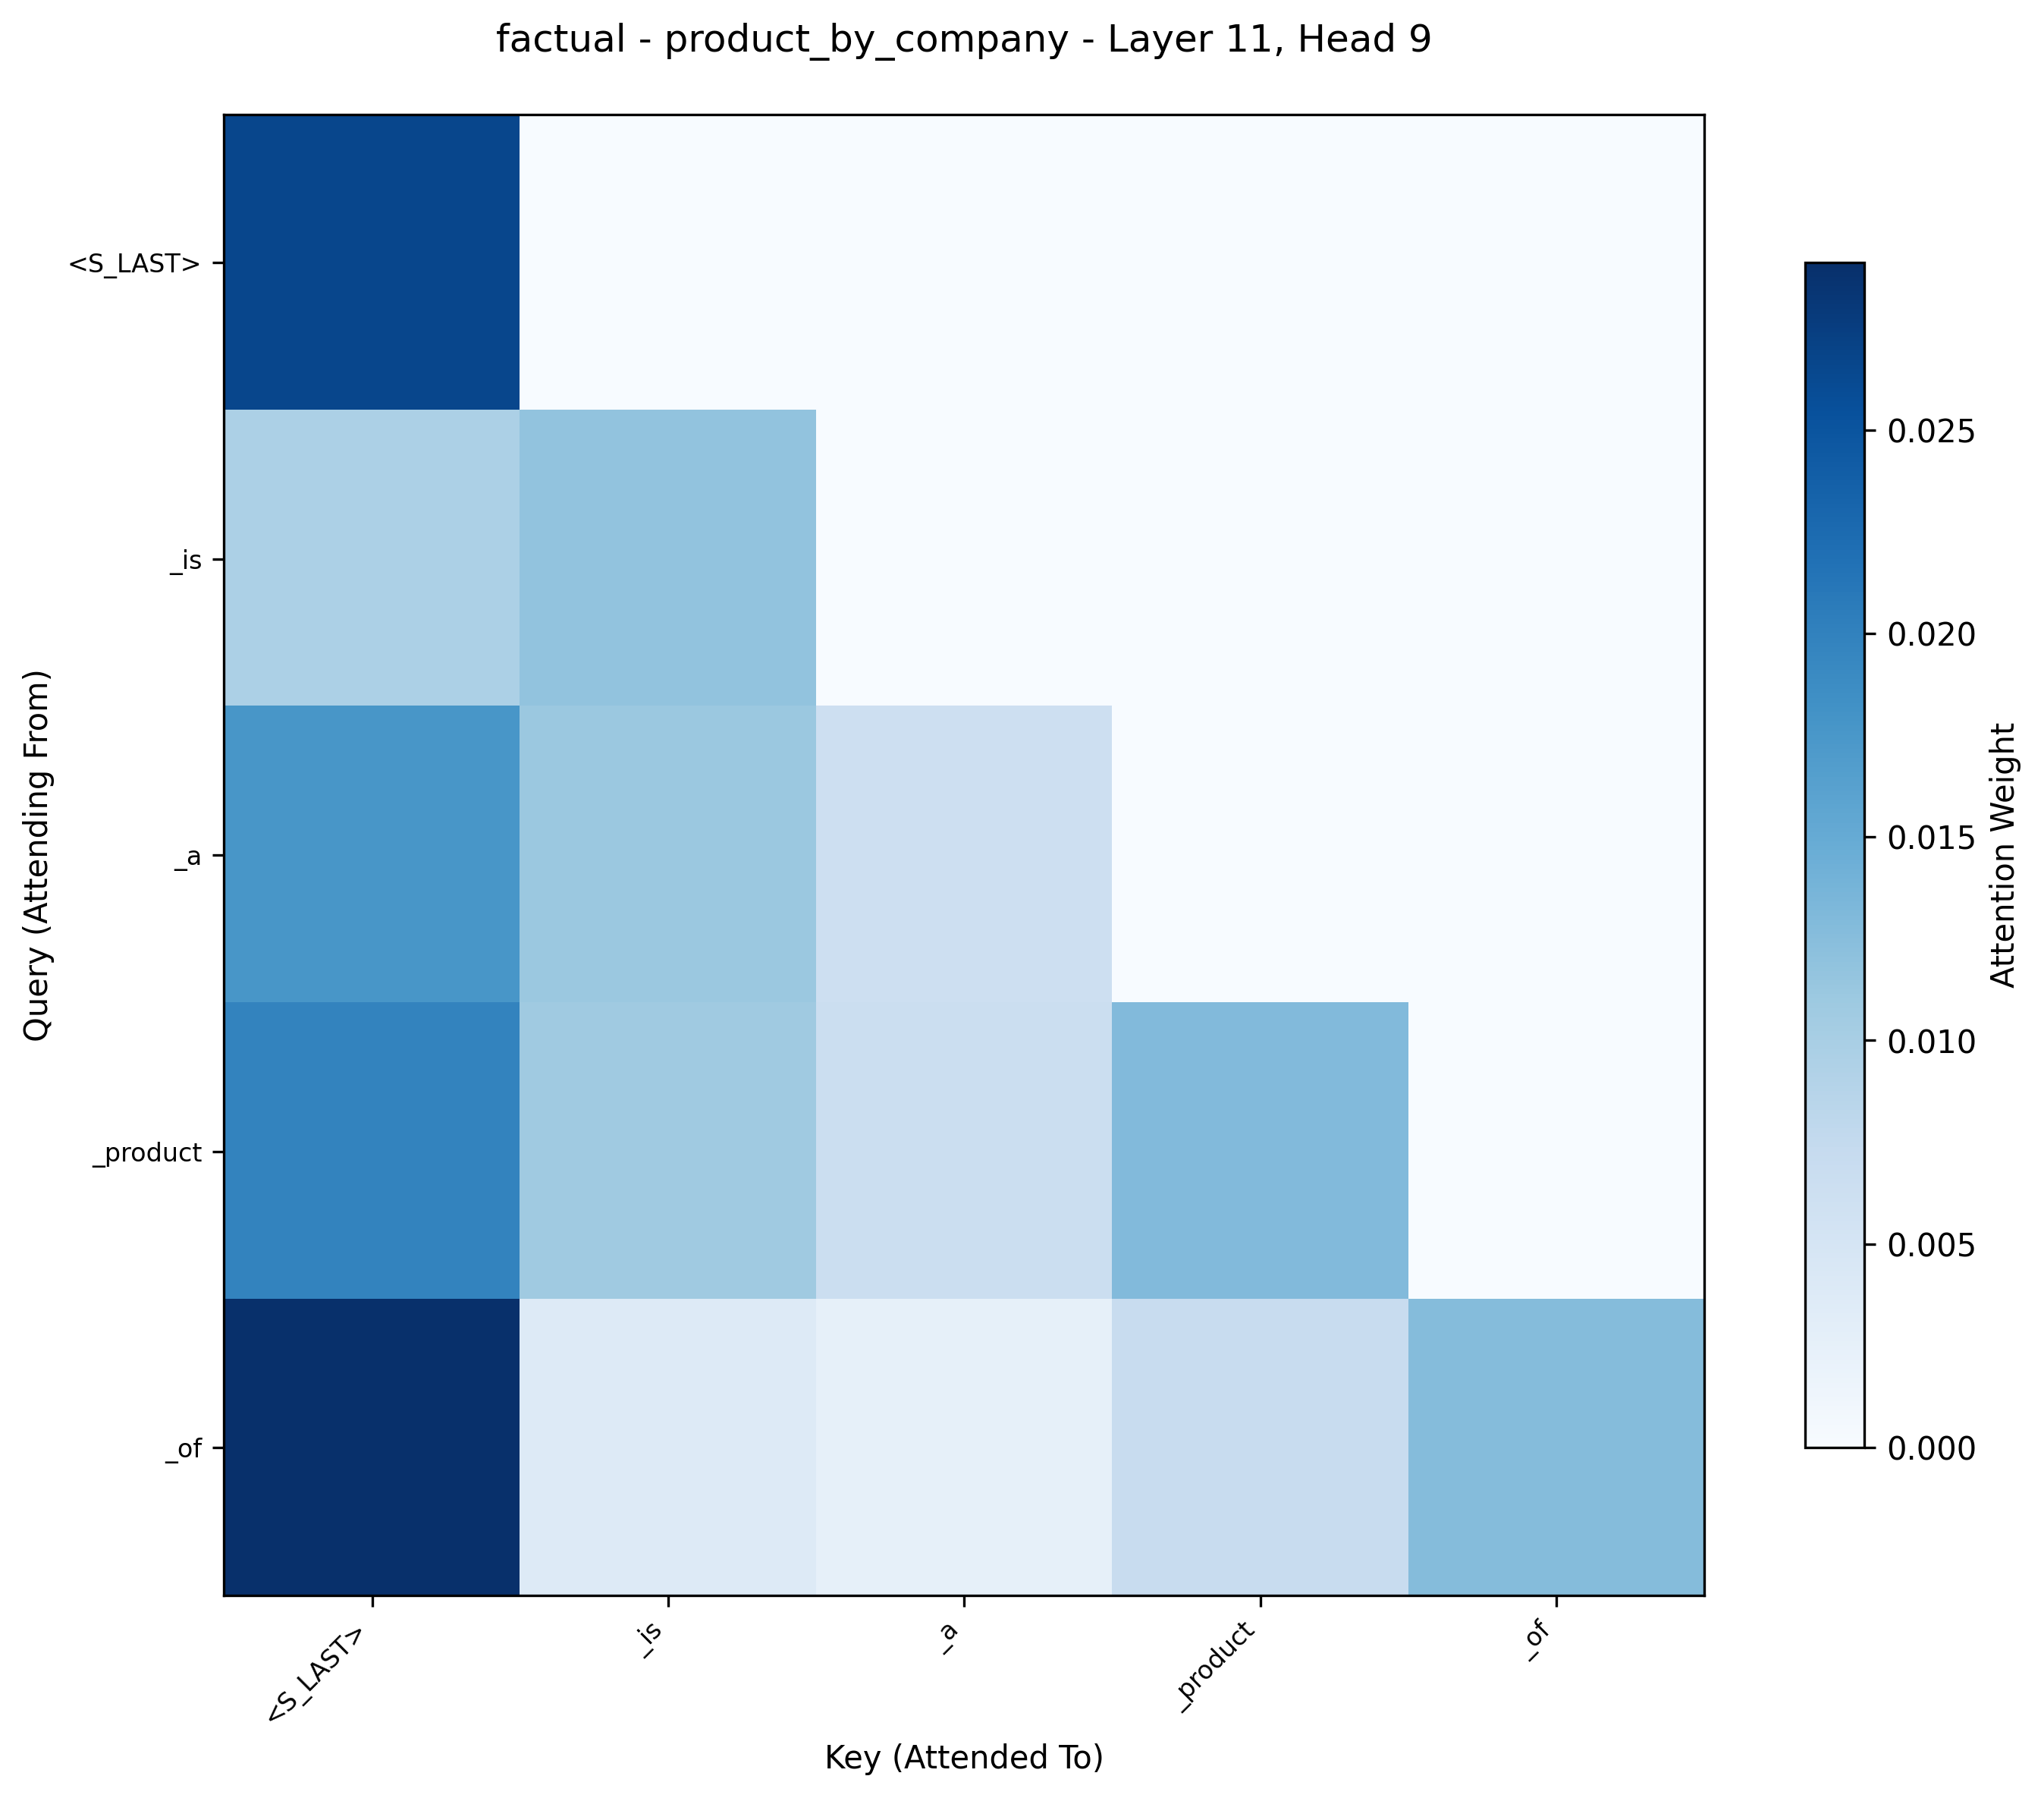 factual - product_by_company - Layer 11, Head 9
Query (Attending From)
<S_LAST>
_is
_a
_product
_of
<S_LAST>
_is
_a
_product
_of
Key (Attended To)
0.025
0.020
0.015
0.010
0.005
0.000
Attention Weight